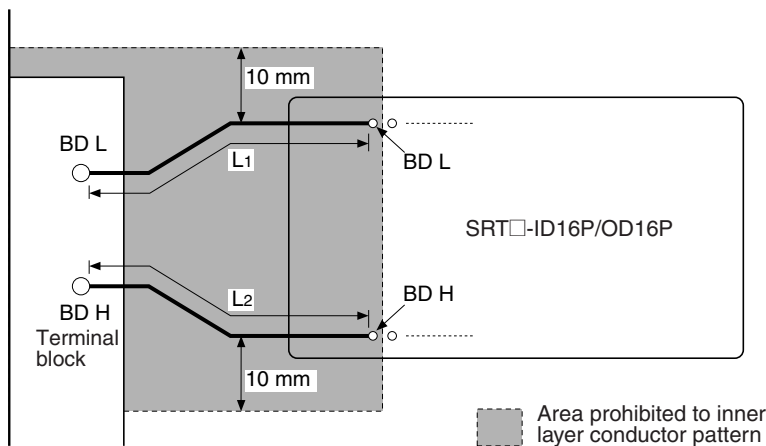 10 mm
BD L
L1
BD L
SRT□-ID16P/OD16P
L2
BD H
BD H
Terminal
block
10 mm
Area prohibited to inner
layer conductor pattern